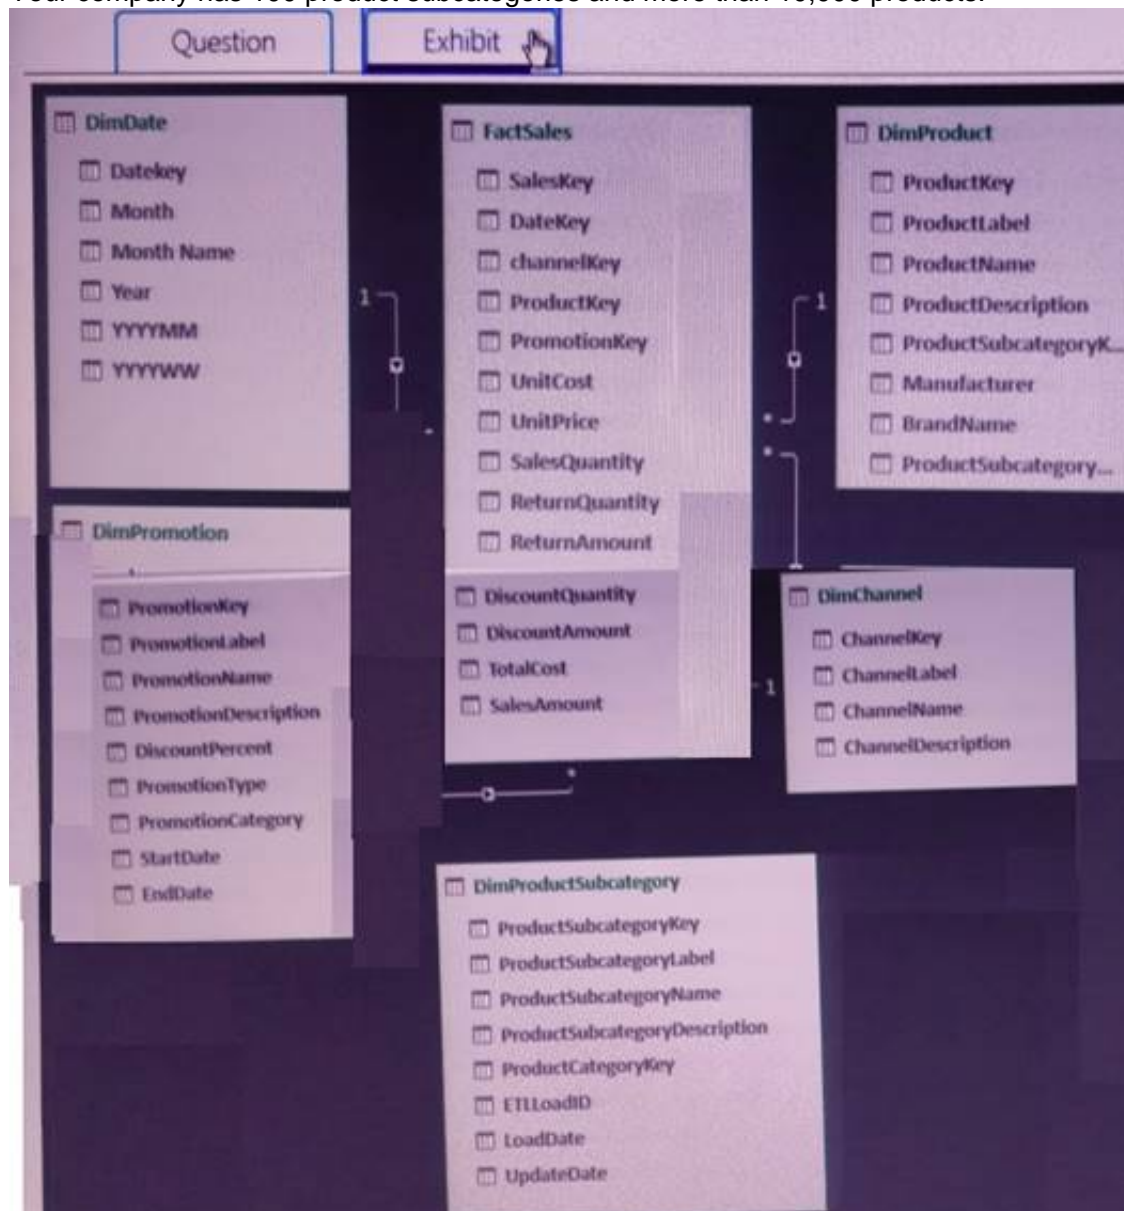 Your company has 100 product subcategories and more than 10,000 products.
Question
Exhibit
DimDate
Datekey
Month
Month Name
Year
YYYYMM
YYYYWW
1
FactSales
SalesKey
DateKey
channelKey
ProductKey
PromotionKey
UnitCost
UnitPrice
SalesQuantity
ReturnQuantity
ReturnAmount
DiscountQuantity
DiscountAmount
TotalCost
SalesAmount
1
*
*
*
DimProduct
ProductKey
ProductLabel
ProductName
ProductDescription
ProductSubcategoryK...
Manufacturer
BrandName
ProductSubcategory...
DimPromotion
PromotionKey
PromotionLabel
PromotionName
PromotionDescription
DiscountPercent
PromotionType
PromotionCategory
StartDate
EndDate
1
DimChannel
ChannelKey
ChannelLabel
ChannelName
ChannelDescription
DimProductSubcategory
ProductSubcategoryKey
ProductSubcategoryLabel
ProductSubcategoryName
ProductSubcategoryDescription
ProductCategoryKey
ETLLoadID
LoadDate
UpdateDate